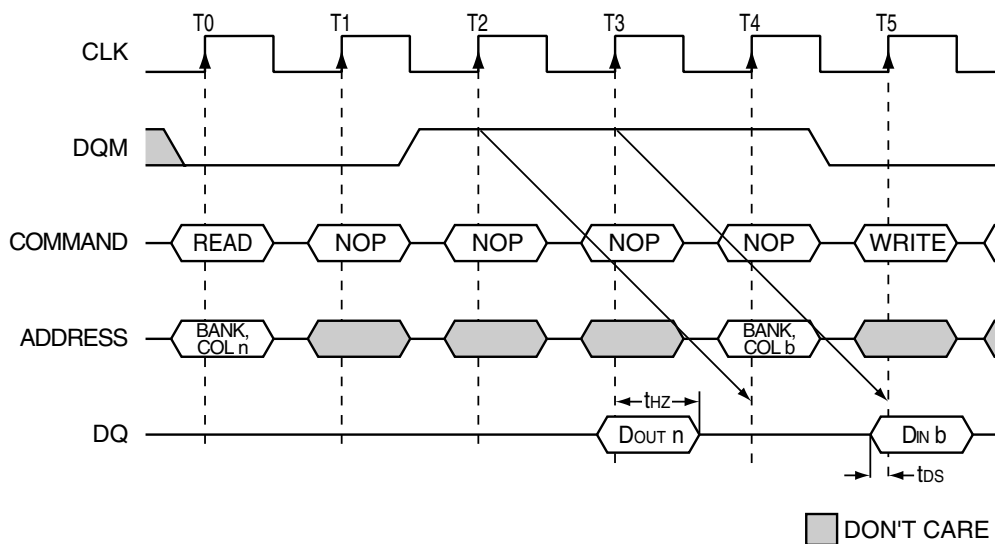 T0 T1 T2 T3 T4 T5
CLK
DQM
COMMAND READ NOP NOP NOP NOP WRITE
ADDRESS BANK, COL n BANK, COL b
tHZ
DQ DOUT n DIN b
tDS
DON'T CARE